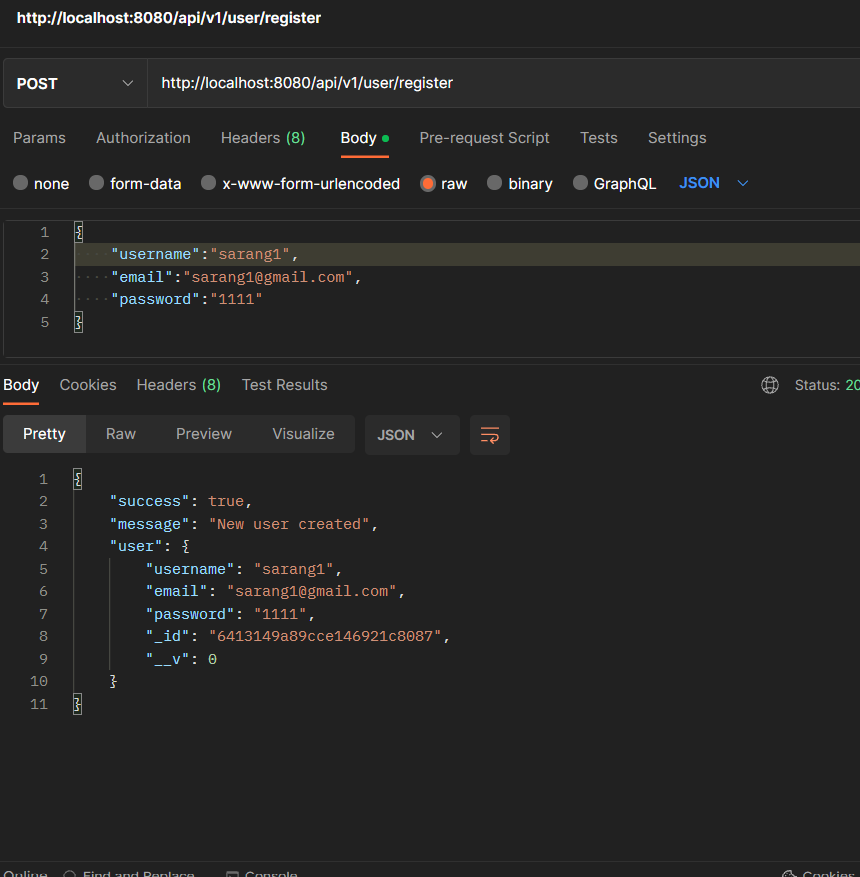 http://localhost:8080/api/v1/user/register
POST http://localhost:8080/api/v1/user/register
Params Authorization Headers (8) Body Pre-request Script Tests Settings
none form-data x-www-form-urlencoded raw binary GraphQL JSON
1 {
2 "username":"sarang1",
3 "email":"sarang1@gmail.com",
4 "password":"1111"
5 }
Body Cookies Headers (8) Test Results Status: 20
Pretty Raw Preview Visualize JSON
1 {
2 "success": true,
3 "message": "New user created",
4 "user": {
5 "username": "sarang1",
6 "email": "sarang1@gmail.com",
7 "password": "1111",
8 "_id": "6413149a89cce146921c8087",
9 "__v": 0
10 }
11 }
Online Find and Replace Console Cookies